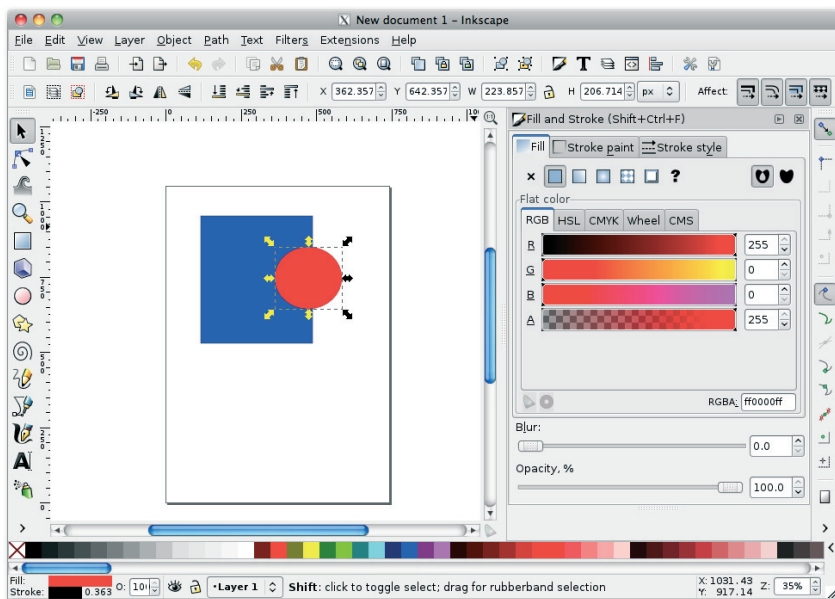 New document 1 – Inkscape
File Edit View Layer Object Path Text Filters Extensions Help
X 362.357 Y 642.357 W 223.857 H 206.714 px Affect:
-250 0 250 500 750
Fill and Stroke (Shift+Ctrl+F)
Fill Stroke paint Stroke style
Flat color
RGB HSL CMYK Wheel CMS
R 255
G 0
B 0
A 255
RGBA: ff0000ff
Blur:
0.0
Opacity, %
100.0
Fill:
Stroke: 0.363 O: •Layer 1 Shift: click to toggle select; drag for rubberband selection X: 1031.43 Y: 917.14 Z: 35%